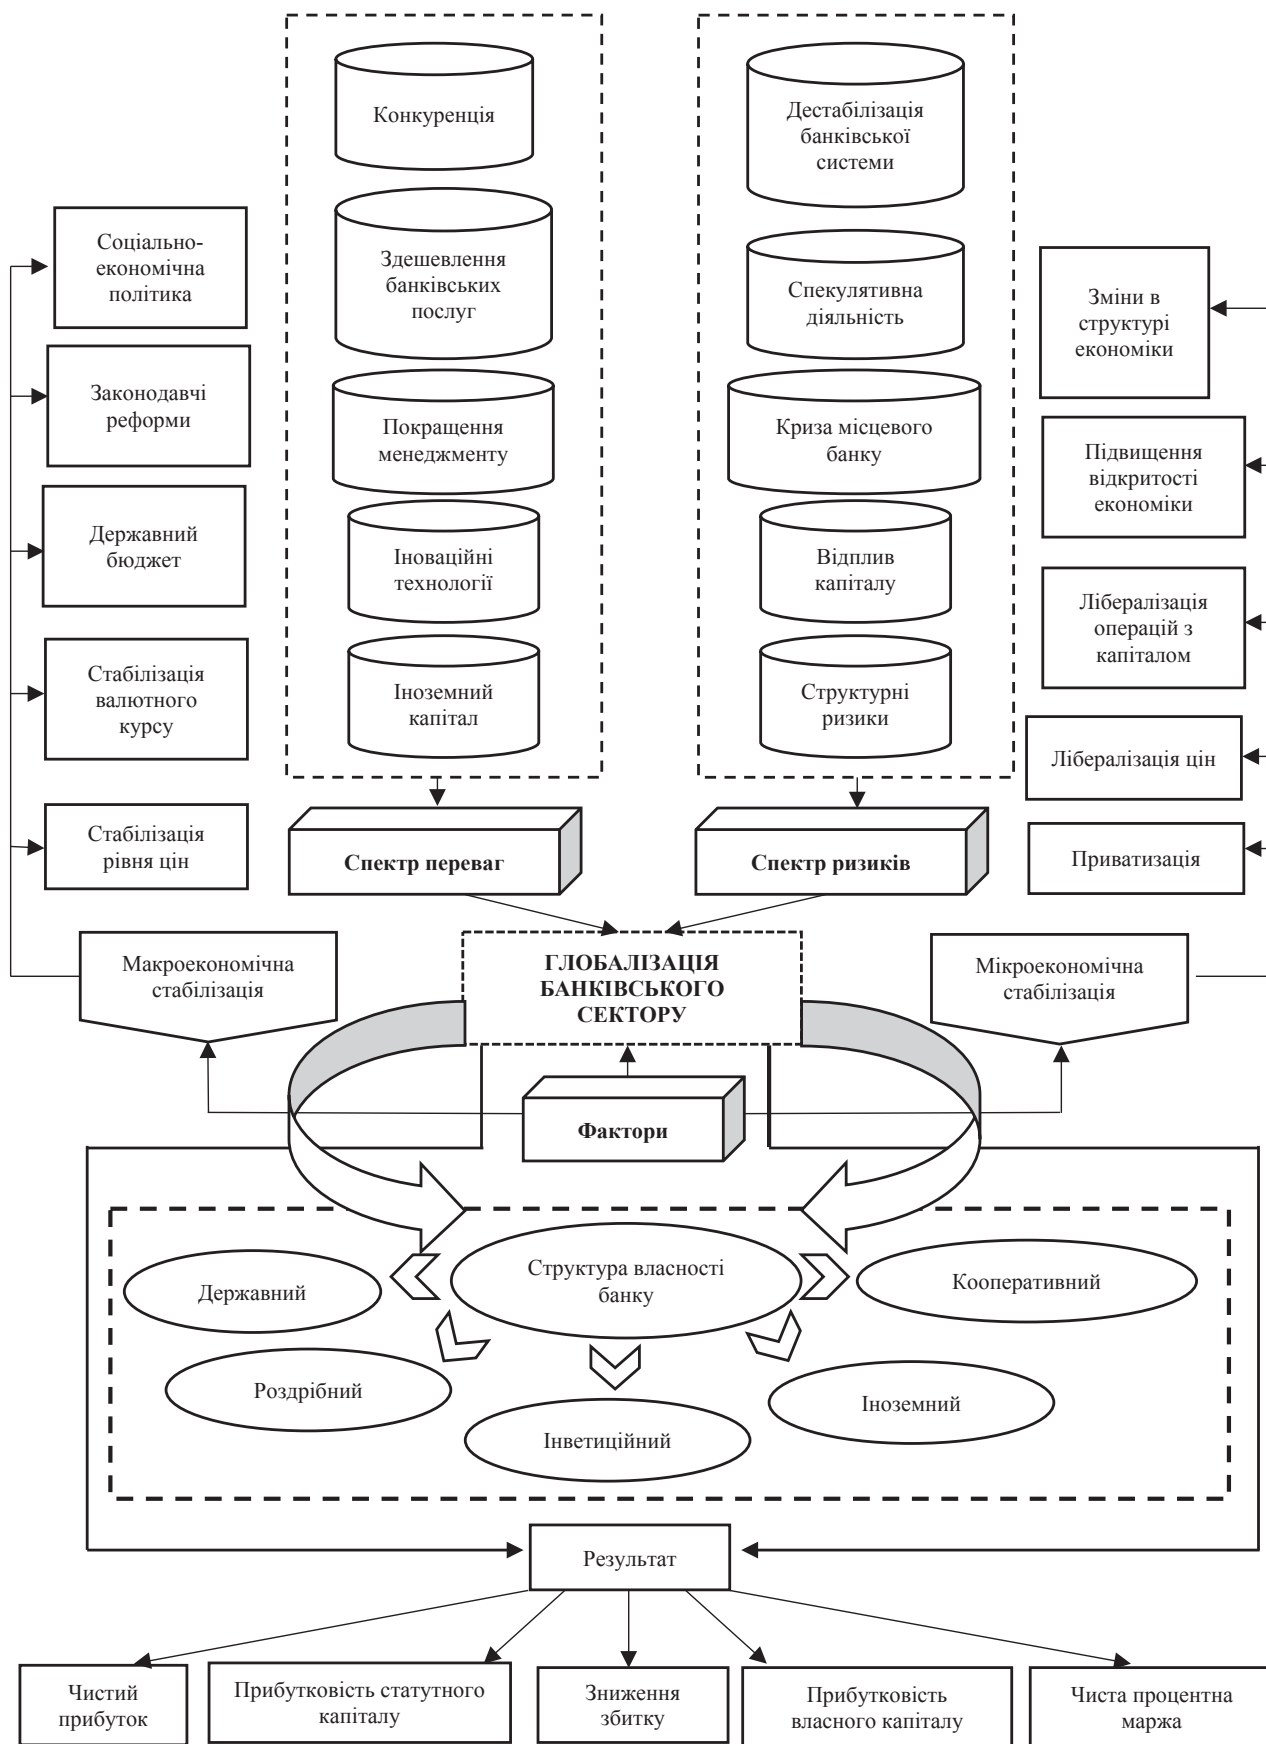 Конкуренція
Здешевлення
банківських
послуг
Покращення
менеджменту
Іноваційні
технології
Іноземний
капітал
Дестабілізація
банківської
системи
Спекулятивна
діяльність
Криза місцевого
банку
Відплив
капіталу
Структурні
ризики
Соціально-
економічна
політика
Законодавчі
реформи
Державний
бюджет
Стабілізація
валютного
курсу
Стабілізація
рівня цін
Зміни в
структурі
економіки
Підвищення
відкритості
економіки
Лібералізація
операцій з
капіталом
Лібералізація цін
Приватизація
Спектр переваг
Спектр ризиків
Макроекономічна
стабілізація
ГЛОБАЛІЗАЦІЯ
БАНКІВСЬКОГО
СЕКТОРУ
Мікроекономічна
стабілізація
Фактори
Структура власності
банку
Державний
Кооперативний
Роздрібний
Іноземний
Інветиційний
Результат
Чистий
прибуток
Прибутковість статутного
капіталу
Зниження
збитку
Прибутковість
власного капіталу
Чиста процентна
маржа